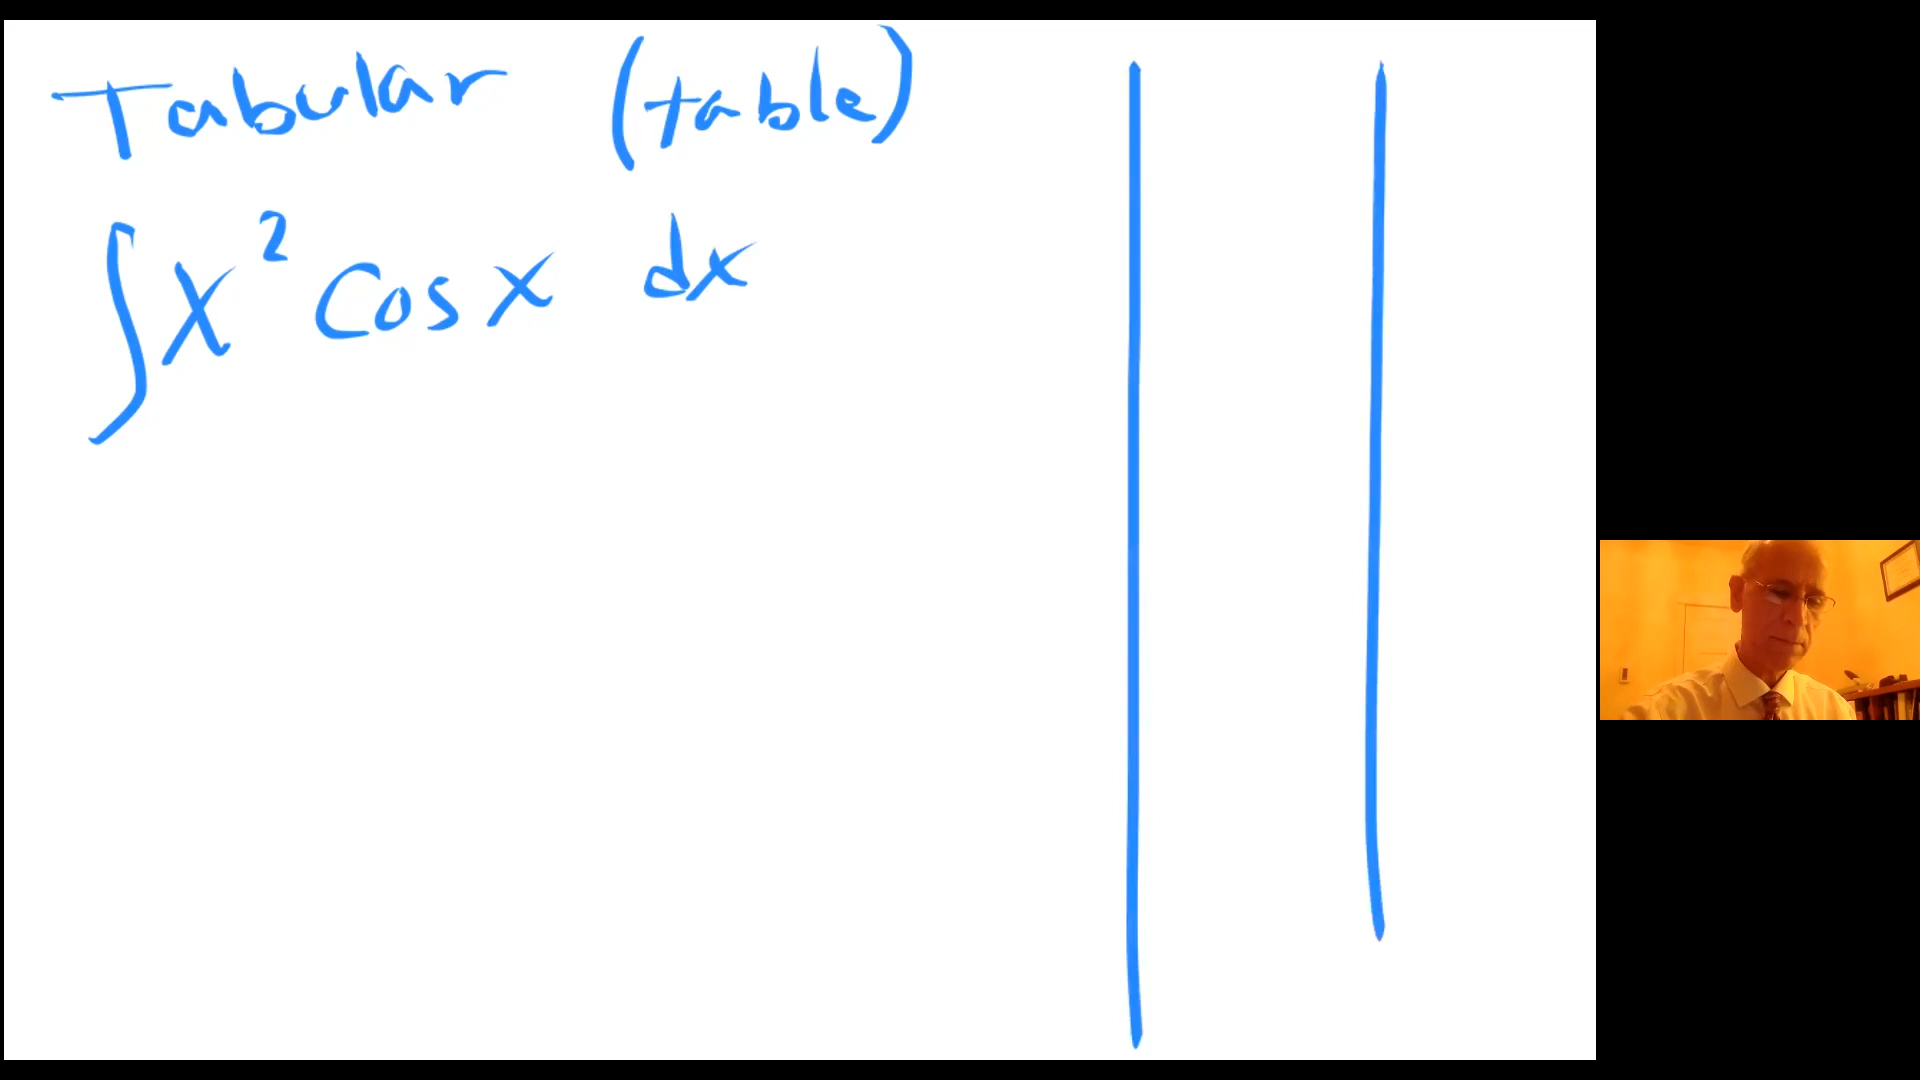 Tabular (table)
∫x² cos x dx